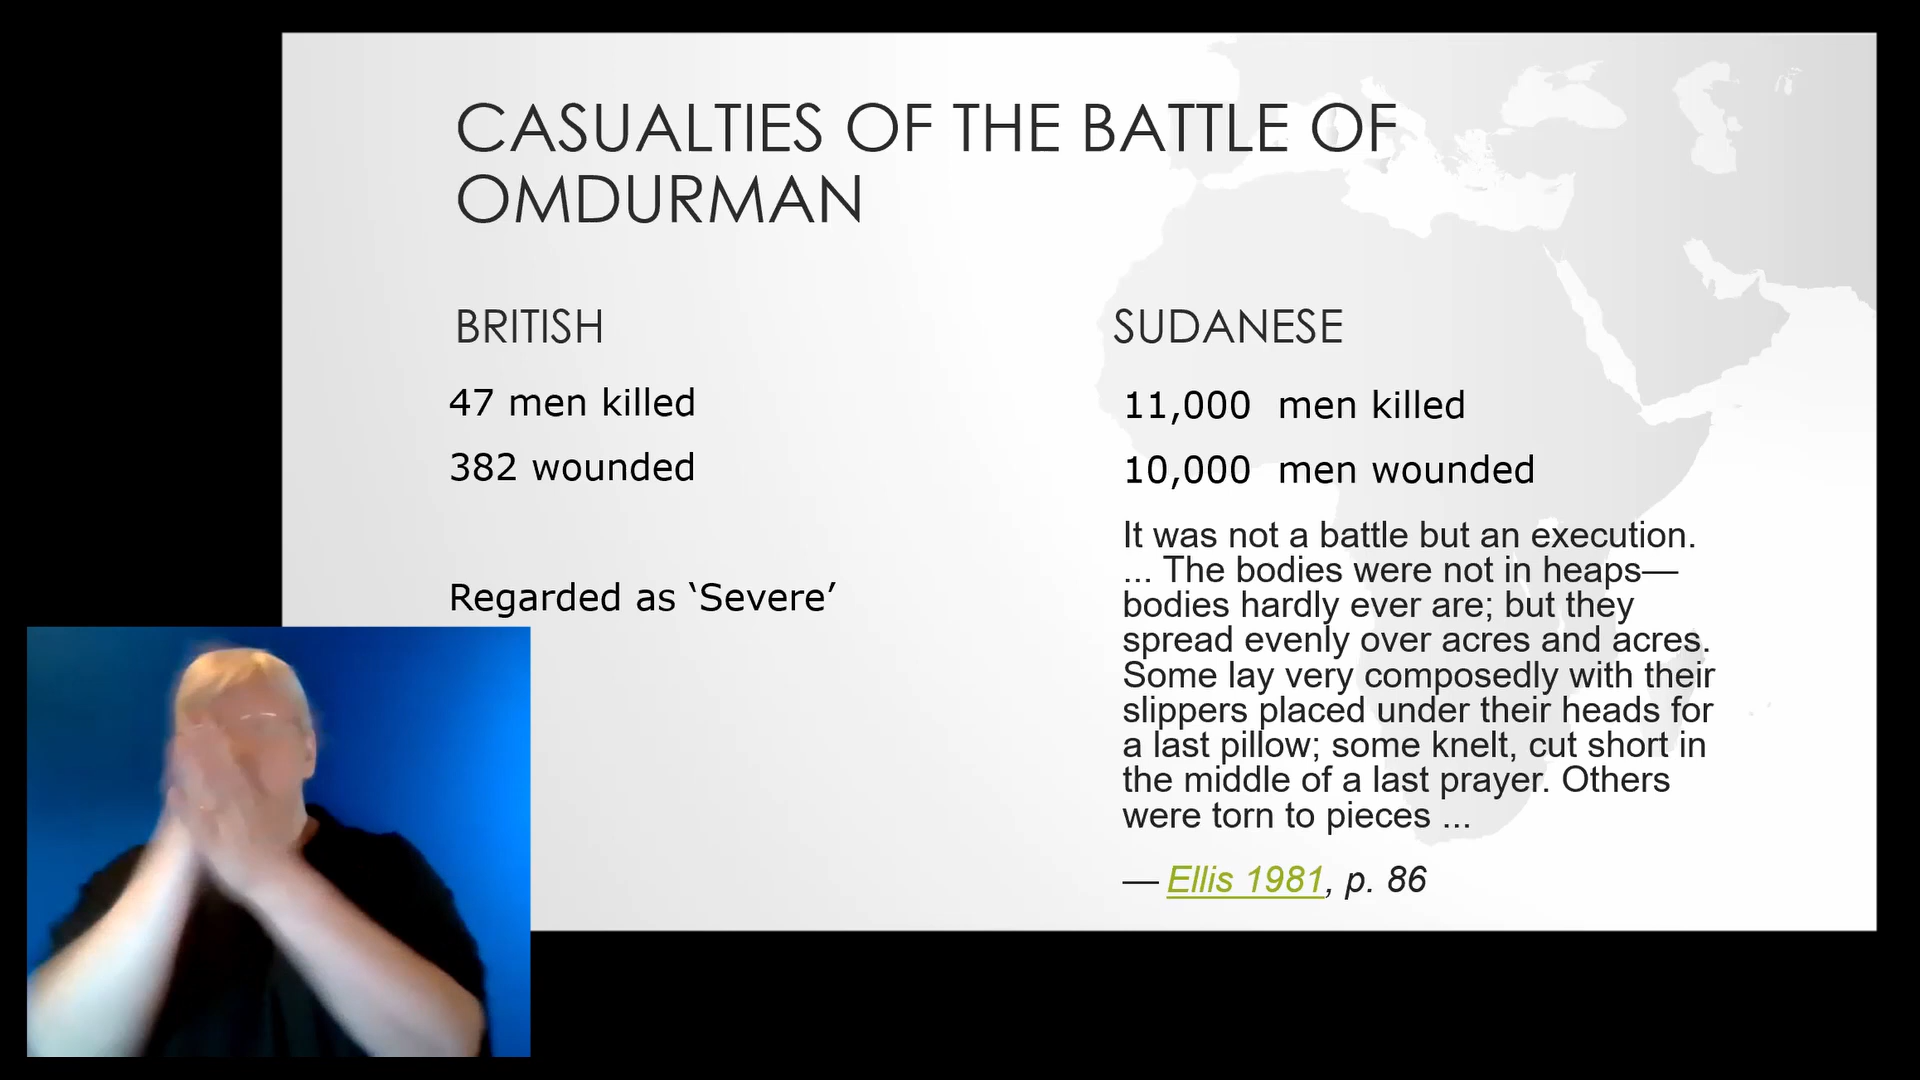 CASUALTIES OF THE BATTLE OF
OMDURMAN
BRITISH
47 men killed
382 wounded
Regarded as ‘Severe’
SUDANESE
11,000  men killed
10,000  men wounded
It was not a battle but an execution.
... The bodies were not in heaps—
bodies hardly ever are; but they
spread evenly over acres and acres.
Some lay very composedly with their
slippers placed under their heads for
a last pillow; some knelt, cut short in
the middle of a last prayer. Others
were torn to pieces ...
— Ellis 1981, p. 86